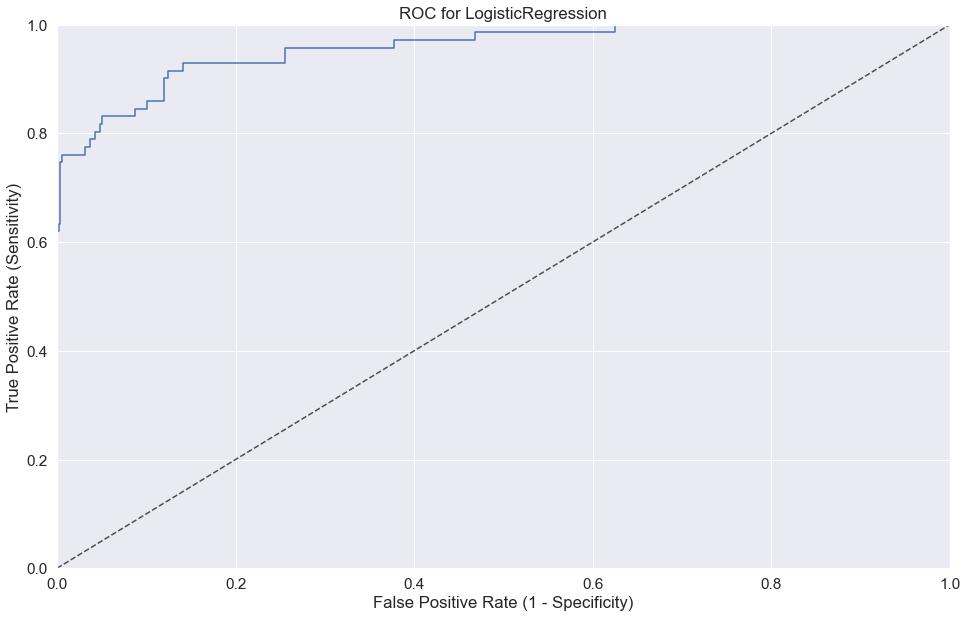 ROC for LogisticRegression
1.0
0.8
0.6
0.4
0.2
0.0
True Positive Rate (Sensitivity)
0.0 0.2 0.4 0.6 0.8 1.0
False Positive Rate (1 - Specificity)